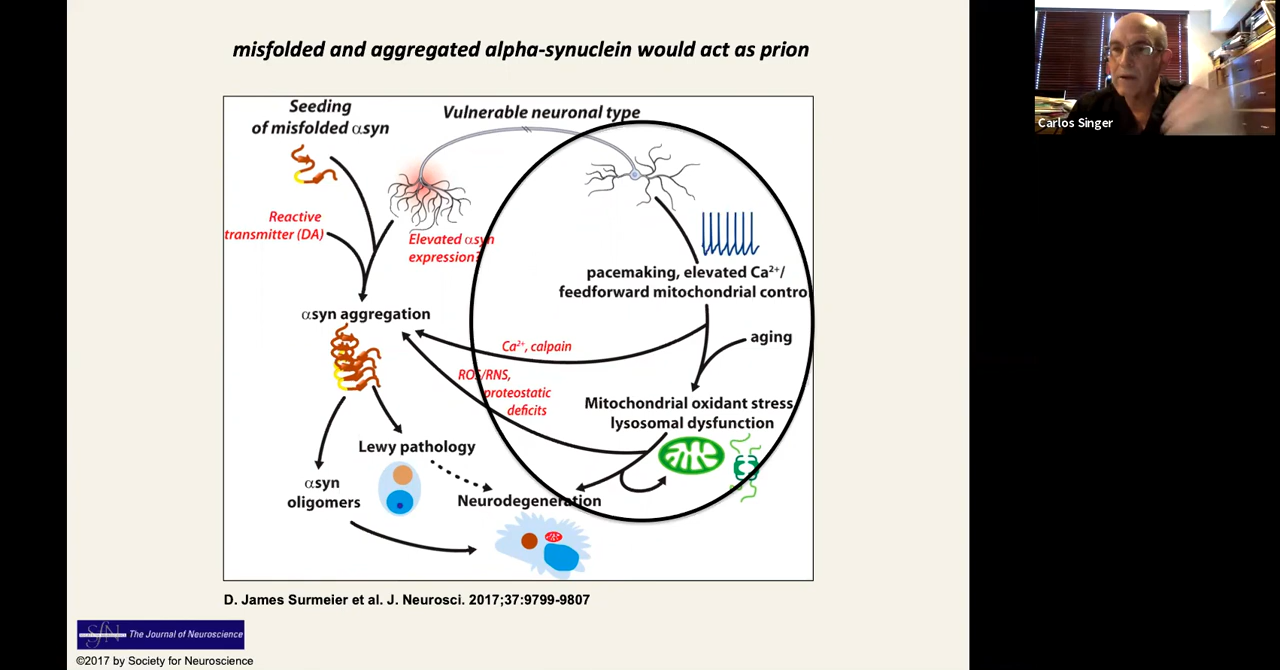 misfolded and aggregated alpha-synuclein would act as prion
Carlos Singer
Seeding
of misfolded αsyn
Vulnerable neuronal type
Reactive
transmitter (DA)
Elevated αsyn
expression?
pacemaking, elevated Ca²⁺/
feedforward mitochondrial control
αsyn aggregation
aging
Ca²⁺, calpain
ROS/RNS,
proteostatic
deficits
Mitochondrial oxidant stress
lysosomal dysfunction
Lewy pathology
αsyn
oligomers
Neurodegeneration
D. James Surmeier et al. J. Neurosci. 2017;37:9799-9807
SfN The Journal of Neuroscience
©2017 by Society for Neuroscience